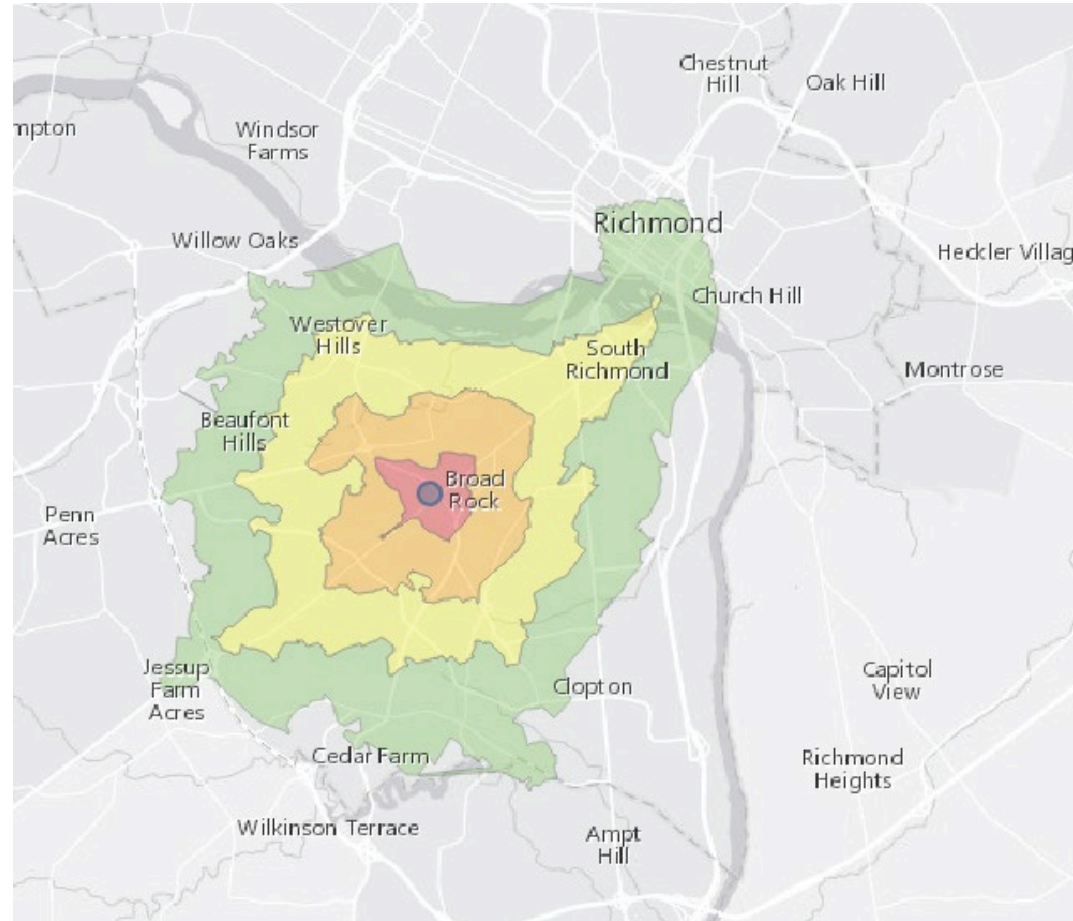 Chestnut
Hill
Oak Hill
mpton
Windsor
Farms
Richmond
Willow Oaks
Heckler Villag
Church Hill
Westover
Hills
South
Richmond
Montrose
Beaufont
Hills
Broad
Rock
Penn
Acres
Jessup
Farm
Acres
Clopton
Capitol
View
Cedar Farm
Richmond
Heights
Wilkinson Terrace
Ampt
Hill